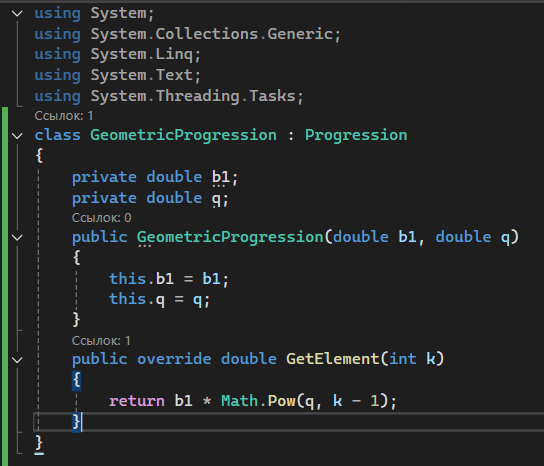 using System;
using System.Collections.Generic;
using System.Linq;
using System.Text;
using System.Threading.Tasks;
Ссылок: 1
class GeometricProgression : Progression
{
private double b1;
private double q;
Ссылок: 0
public GeometricProgression(double b1, double q)
{
this.b1 = b1;
this.q = q;
}
Ссылок: 1
public override double GetElement(int k)
{
return b1 * Math.Pow(q, k - 1);
}
}